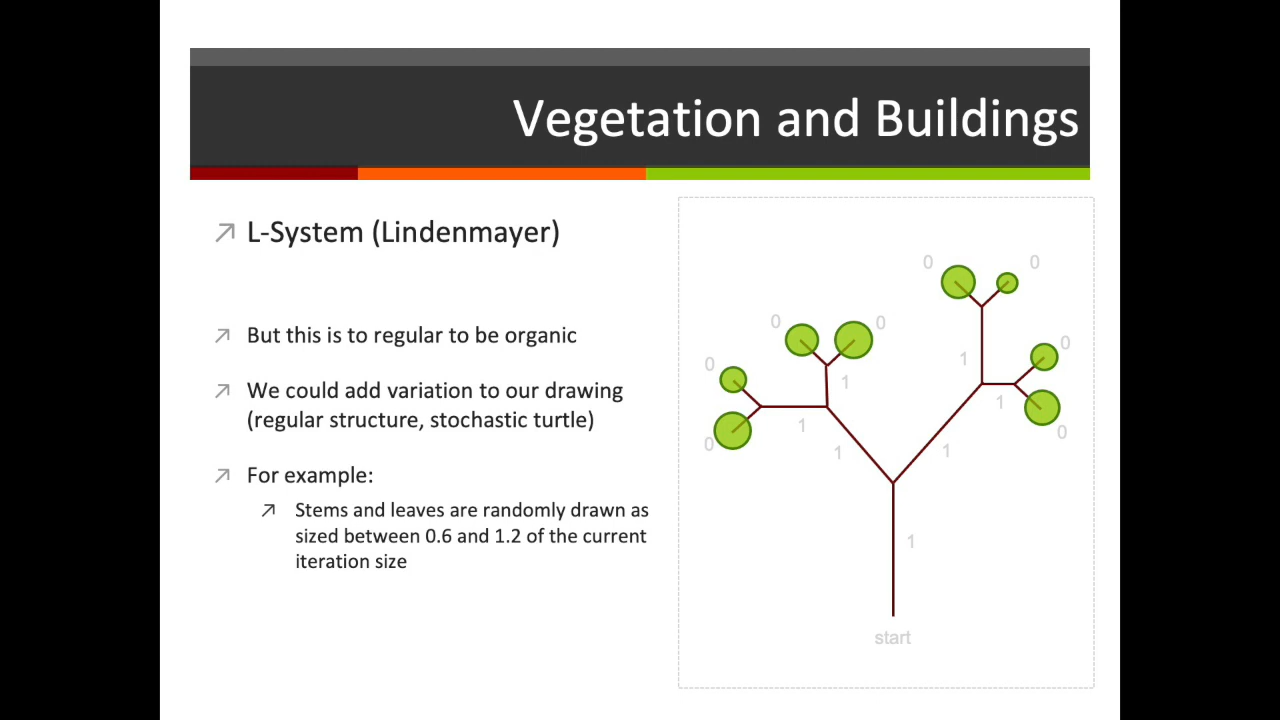 Vegetation and Buildings
L-System (Lindenmayer)
But this is to regular to be organic
We could add variation to our drawing
(regular structure, stochastic turtle)
For example:
Stems and leaves are randomly drawn as
sized between 0.6 and 1.2 of the current
iteration size
0 0
0 0
0 0
1
1
1
0
1
1
0
1
1
1
start